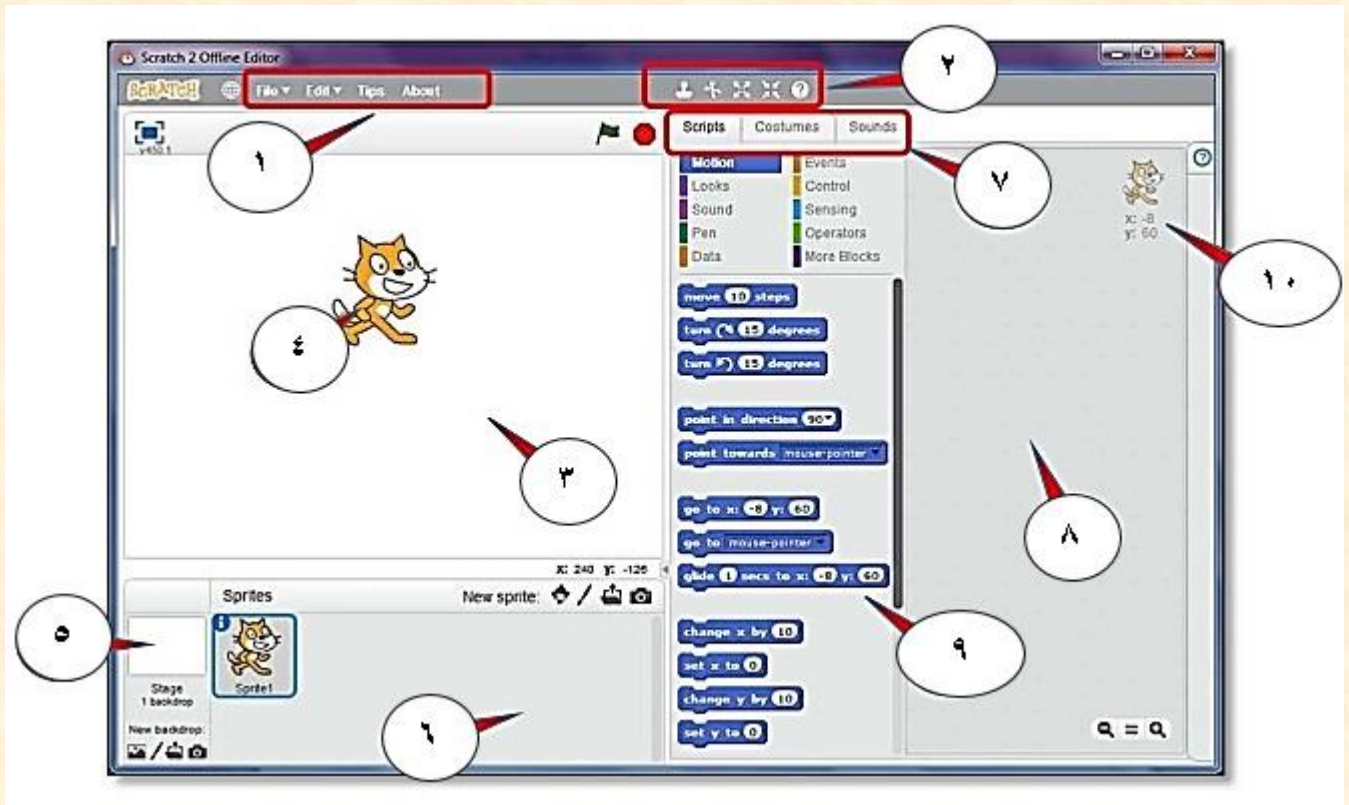 Scratch 2 Offline Editor
SCRATCH File Edit Tips About
٢
v450.1
١
Scripts Costumes Sounds
٧
Motion Events
Looks Control
Sound Sensing
Pen Operators
Data More Blocks
x: -8
y: 60
١٠
move 10 steps
turn 15 degrees
turn 15 degrees
٤
point in direction 90
point towards mouse-pointer
٣
go to x: -8 y: 60
go to mouse-pointer
glide 1 secs to x: -8 y: 60
٨
x: 240 y: -126
Sprites New sprite:
٥
change x by 10
set x to 0
change y by 10
set y to 0
٩
Sprite1
Stage
1 backdrop
New backdrop:
٦